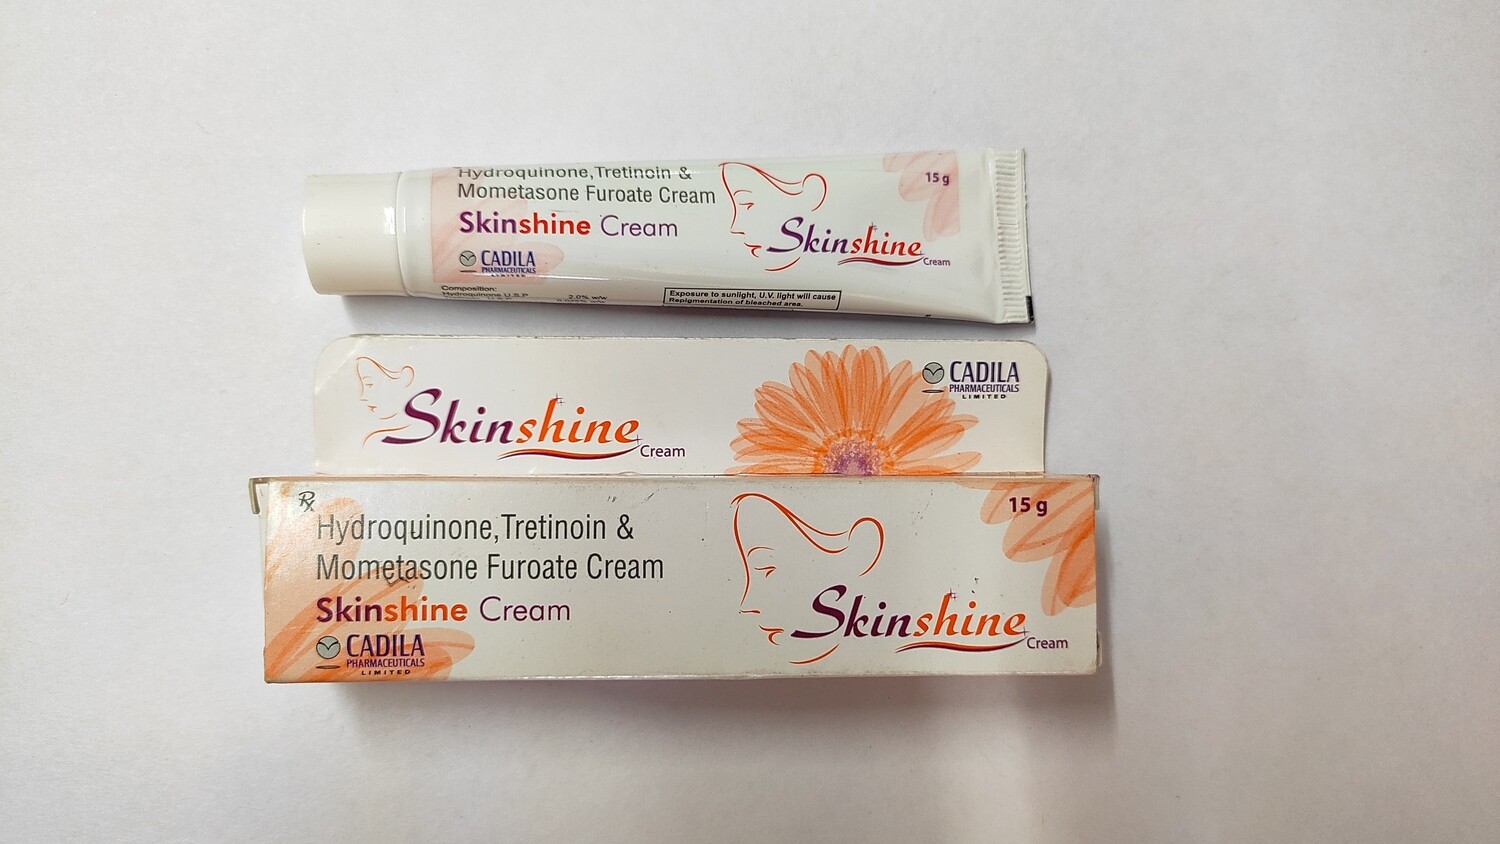 Hydroquinone,Tretinoin &
Mometasone Furoate Cream
Skinshine Cream
CADILA
PHARMACEUTICALS
LIMITED
Composition:
Hydroquinone U.S.P. 2.0% w/w
Exposure to sunlight, U.V. light will cause
Repigmentation of bleached area.
Skinshine
Cream
15 g
Skinshine
Cream
CADILA
PHARMACEUTICALS
LIMITED
Rx
Hydroquinone,Tretinoin &
Mometasone Furoate Cream
Skinshine Cream
CADILA
PHARMACEUTICALS
LIMITED
15 g
Skinshine
Cream